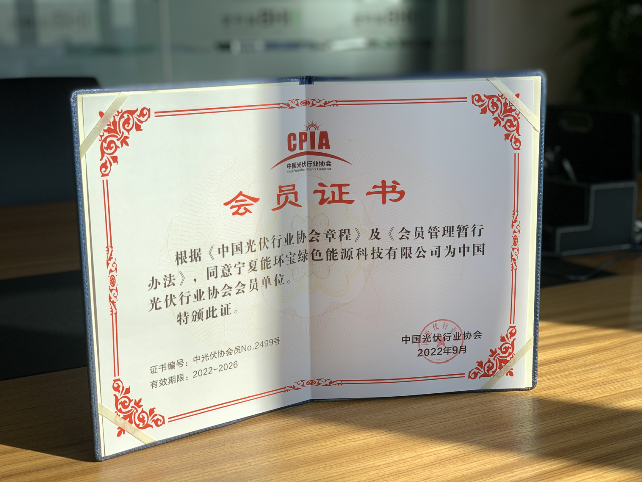 CPIA
中国光伏行业协会
会员证书
根据《中国光伏行业协会章程》及《会员管理暂行
办法》，同意宁夏能环宝绿色能源科技有限公司为中国
光伏行业协会会员单位。
特颁此证。
证书编号：中光伏协会员No.2499号
有效期限：2022-2026
中国光伏行业协会
2022年9月